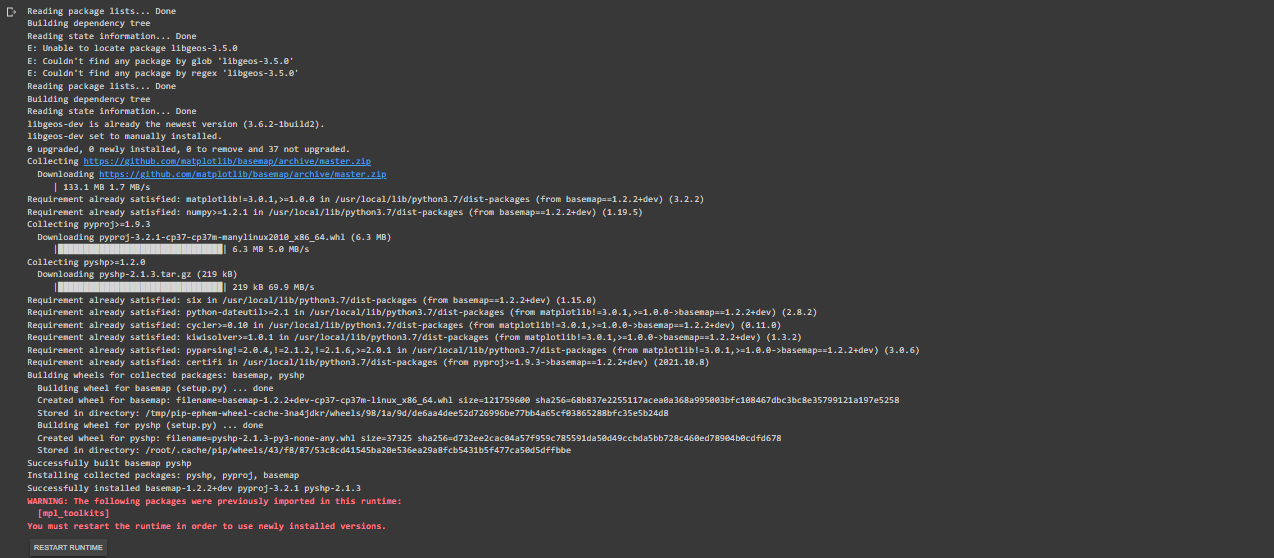 Reading package lists... Done
Building dependency tree
Reading state information... Done
E: Unable to locate package libgeos-3.5.0
E: Couldn't find any package by glob 'libgeos-3.5.0'
E: Couldn't find any package by regex 'libgeos-3.5.0'
Reading package lists... Done
Building dependency tree
Reading state information... Done
libgeos-dev is already the newest version (3.6.2-1build2).
libgeos-dev set to manually installed.
0 upgraded, 0 newly installed, 0 to remove and 37 not upgraded.
Collecting https://github.com/matplotlib/basemap/archive/master.zip
Downloading https://github.com/matplotlib/basemap/archive/master.zip
| 133.1 MB 1.7 MB/s
Requirement already satisfied: matplotlib!=3.0.1,>=1.0.0 in /usr/local/lib/python3.7/dist-packages (from basemap==1.2.2+dev) (3.2.2)
Requirement already satisfied: numpy>=1.2.1 in /usr/local/lib/python3.7/dist-packages (from basemap==1.2.2+dev) (1.19.5)
Collecting pyproj>=1.9.3
Downloading pyproj-3.2.1-cp37-cp37m-manylinux2010_x86_64.whl (6.3 MB)
|████████████████████████████████| 6.3 MB 5.0 MB/s
Collecting pyshp>=1.2.0
Downloading pyshp-2.1.3.tar.gz (219 kB)
|████████████████████████████████| 219 kB 69.9 MB/s
Requirement already satisfied: six in /usr/local/lib/python3.7/dist-packages (from basemap==1.2.2+dev) (1.15.0)
Requirement already satisfied: python-dateutil>=2.1 in /usr/local/lib/python3.7/dist-packages (from matplotlib!=3.0.1,>=1.0.0->basemap==1.2.2+dev) (2.8.2)
Requirement already satisfied: cycler>=0.10 in /usr/local/lib/python3.7/dist-packages (from matplotlib!=3.0.1,>=1.0.0->basemap==1.2.2+dev) (0.11.0)
Requirement already satisfied: kiwisolver>=1.0.1 in /usr/local/lib/python3.7/dist-packages (from matplotlib!=3.0.1,>=1.0.0->basemap==1.2.2+dev) (1.3.2)
Requirement already satisfied: pyparsing!=2.0.4,!=2.1.2,!=2.1.6,>=2.0.1 in /usr/local/lib/python3.7/dist-packages (from matplotlib!=3.0.1,>=1.0.0->basemap==1.2.2+dev) (3.0.6)
Requirement already satisfied: certifi in /usr/local/lib/python3.7/dist-packages (from pyproj>=1.9.3->basemap==1.2.2+dev) (2021.10.8)
Building wheels for collected packages: basemap, pyshp
Building wheel for basemap (setup.py) ... done
Created wheel for basemap: filename=basemap-1.2.2+dev-cp37-cp37m-linux_x86_64.whl size=121759600 sha256=68b837e2255117acea0a368a995003bfc108467dbc3bc8e35799121a197e5258
Stored in directory: /tmp/pip-ephem-wheel-cache-3na4jdkr/wheels/98/1a/9d/de6aa4dee52d726996be77bb4a65cf03865288bfc35e5b24d8
Building wheel for pyshp (setup.py) ... done
Created wheel for pyshp: filename=pyshp-2.1.3-py3-none-any.whl size=37325 sha256=d732ee2cac04a57f959c785591da50d49ccbda5bb728c460ed78904b0cdfd678
Stored in directory: /root/.cache/pip/wheels/43/f8/87/53c8cd41545ba20e536ea29a8fcb5431b5f477ca50d5dffbbe
Successfully built basemap pyshp
Installing collected packages: pyshp, pyproj, basemap
Successfully installed basemap-1.2.2+dev pyproj-3.2.1 pyshp-2.1.3
WARNING: The following packages were previously imported in this runtime:
[mpl_toolkits]
You must restart the runtime in order to use newly installed versions.
RESTART RUNTIME